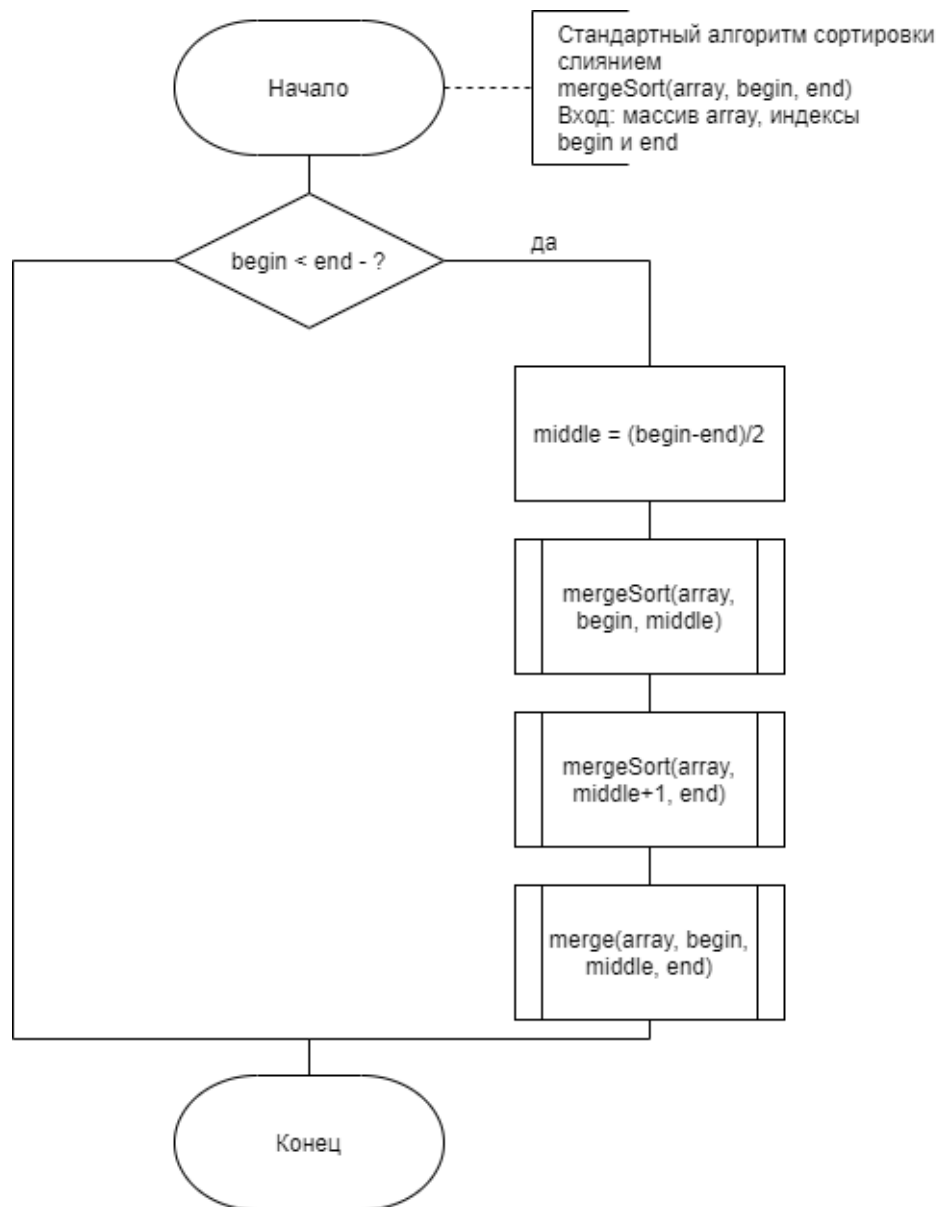 Начало
Стандартный алгоритм сортировки
слиянием
mergeSort(array, begin, end)
Вход: массив array, индексы
begin и end
begin < end - ?
да
middle = (begin-end)/2
mergeSort(array,
begin, middle)
mergeSort(array,
middle+1, end)
merge(array, begin,
middle, end)
Конец